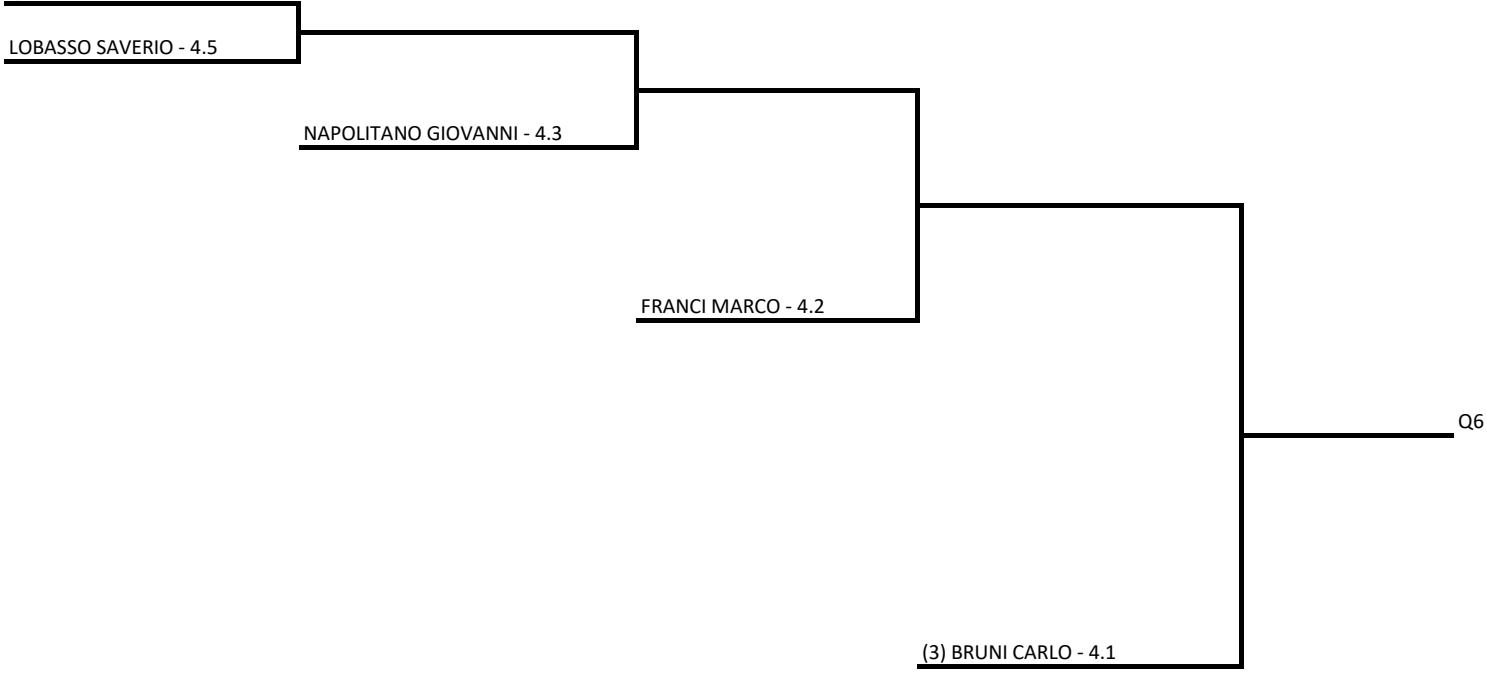 LOBASSO SAVERIO - 4.5
NAPOLITANO GIOVANNI - 4.3
FRANCI MARCO - 4.2
Q6
(3) BRUNI CARLO - 4.1